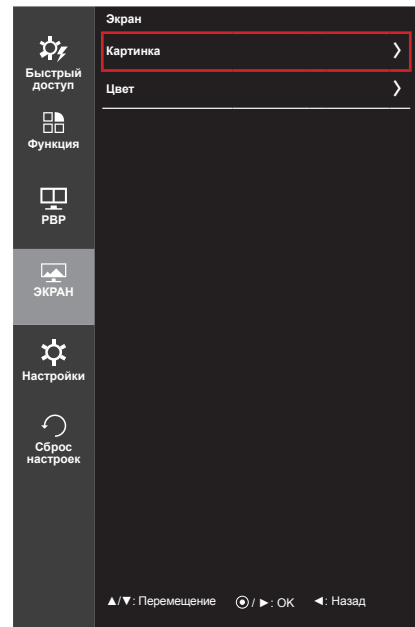 Экран
Картинка
Цвет
Быстрый
доступ
Функция
PBP
ЭКРАН
Настройки
Сброс
настроек
▲/▼: Перемещение ⦿ / ►: OK ◄: Назад